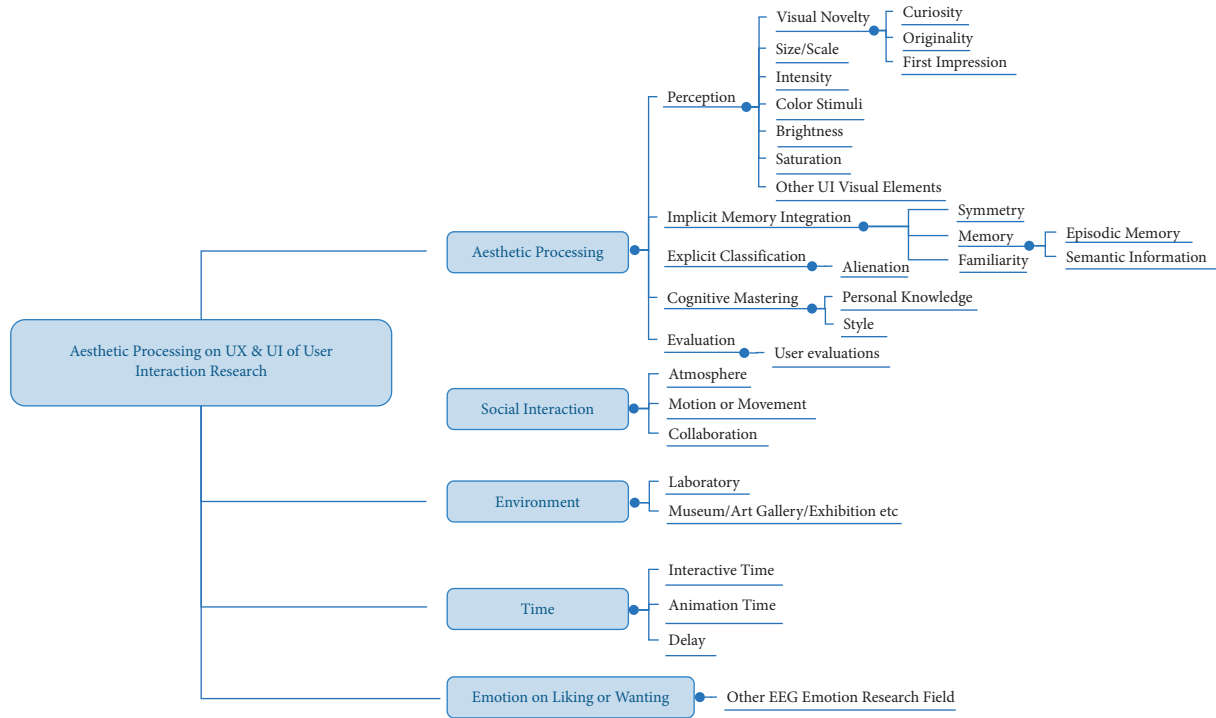 Aesthetic Processing on UX & UI of User
Interaction Research
Aesthetic Processing
Perception
Visual Novelty
Curiosity
Originality
First Impression
Size/Scale
Intensity
Color Stimuli
Brightness
Saturation
Other UI Visual Elements
Implicit Memory Integration
Symmetry
Memory
Episodic Memory
Semantic Information
Familiarity
Explicit Classification
Alienation
Cognitive Mastering
Personal Knowledge
Style
Evaluation
User evaluations
Social Interaction
Atmosphere
Motion or Movement
Collaboration
Environment
Laboratory
Museum/Art Gallery/Exhibition etc
Time
Interactive Time
Animation Time
Delay
Emotion on Liking or Wanting
Other EEG Emotion Research Field